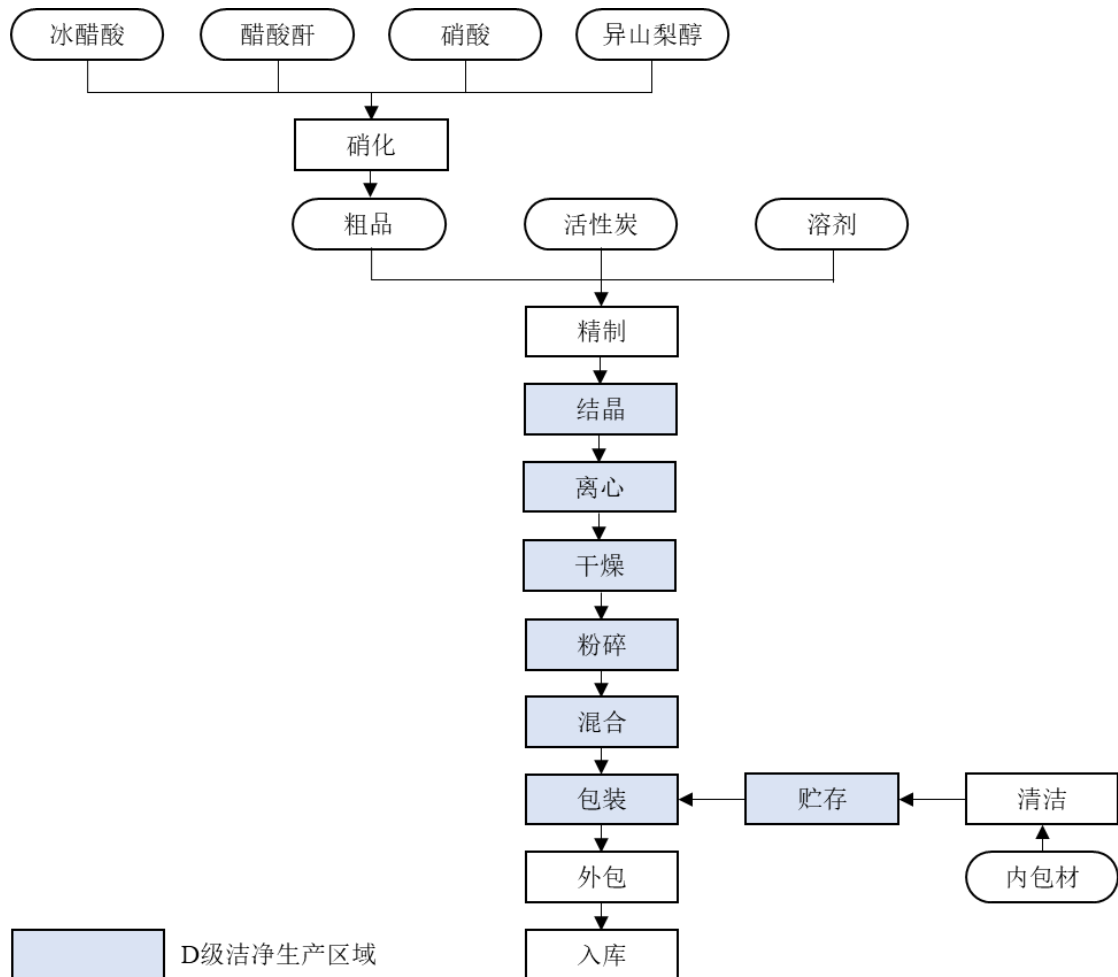 冰醋酸
醋酸酐
硝酸
异山梨醇
硝化
粗品
活性炭
溶剂
精制
结晶
离心
干燥
粉碎
混合
包装
贮存
清洁
外包
内包材
D级洁净生产区域
入库